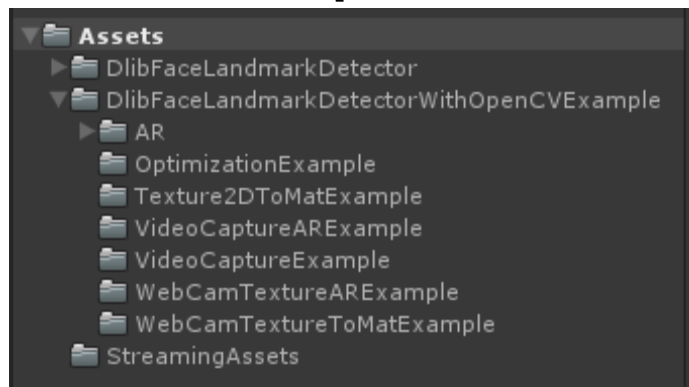 Assets
DlibFaceLandmarkDetector
DlibFaceLandmarkDetectorWithOpenCVExample
AR
OptimizationExample
Texture2DToMatExample
VideoCaptureARExample
VideoCaptureExample
WebCamTextureARExample
WebCamTextureToMatExample
StreamingAssets